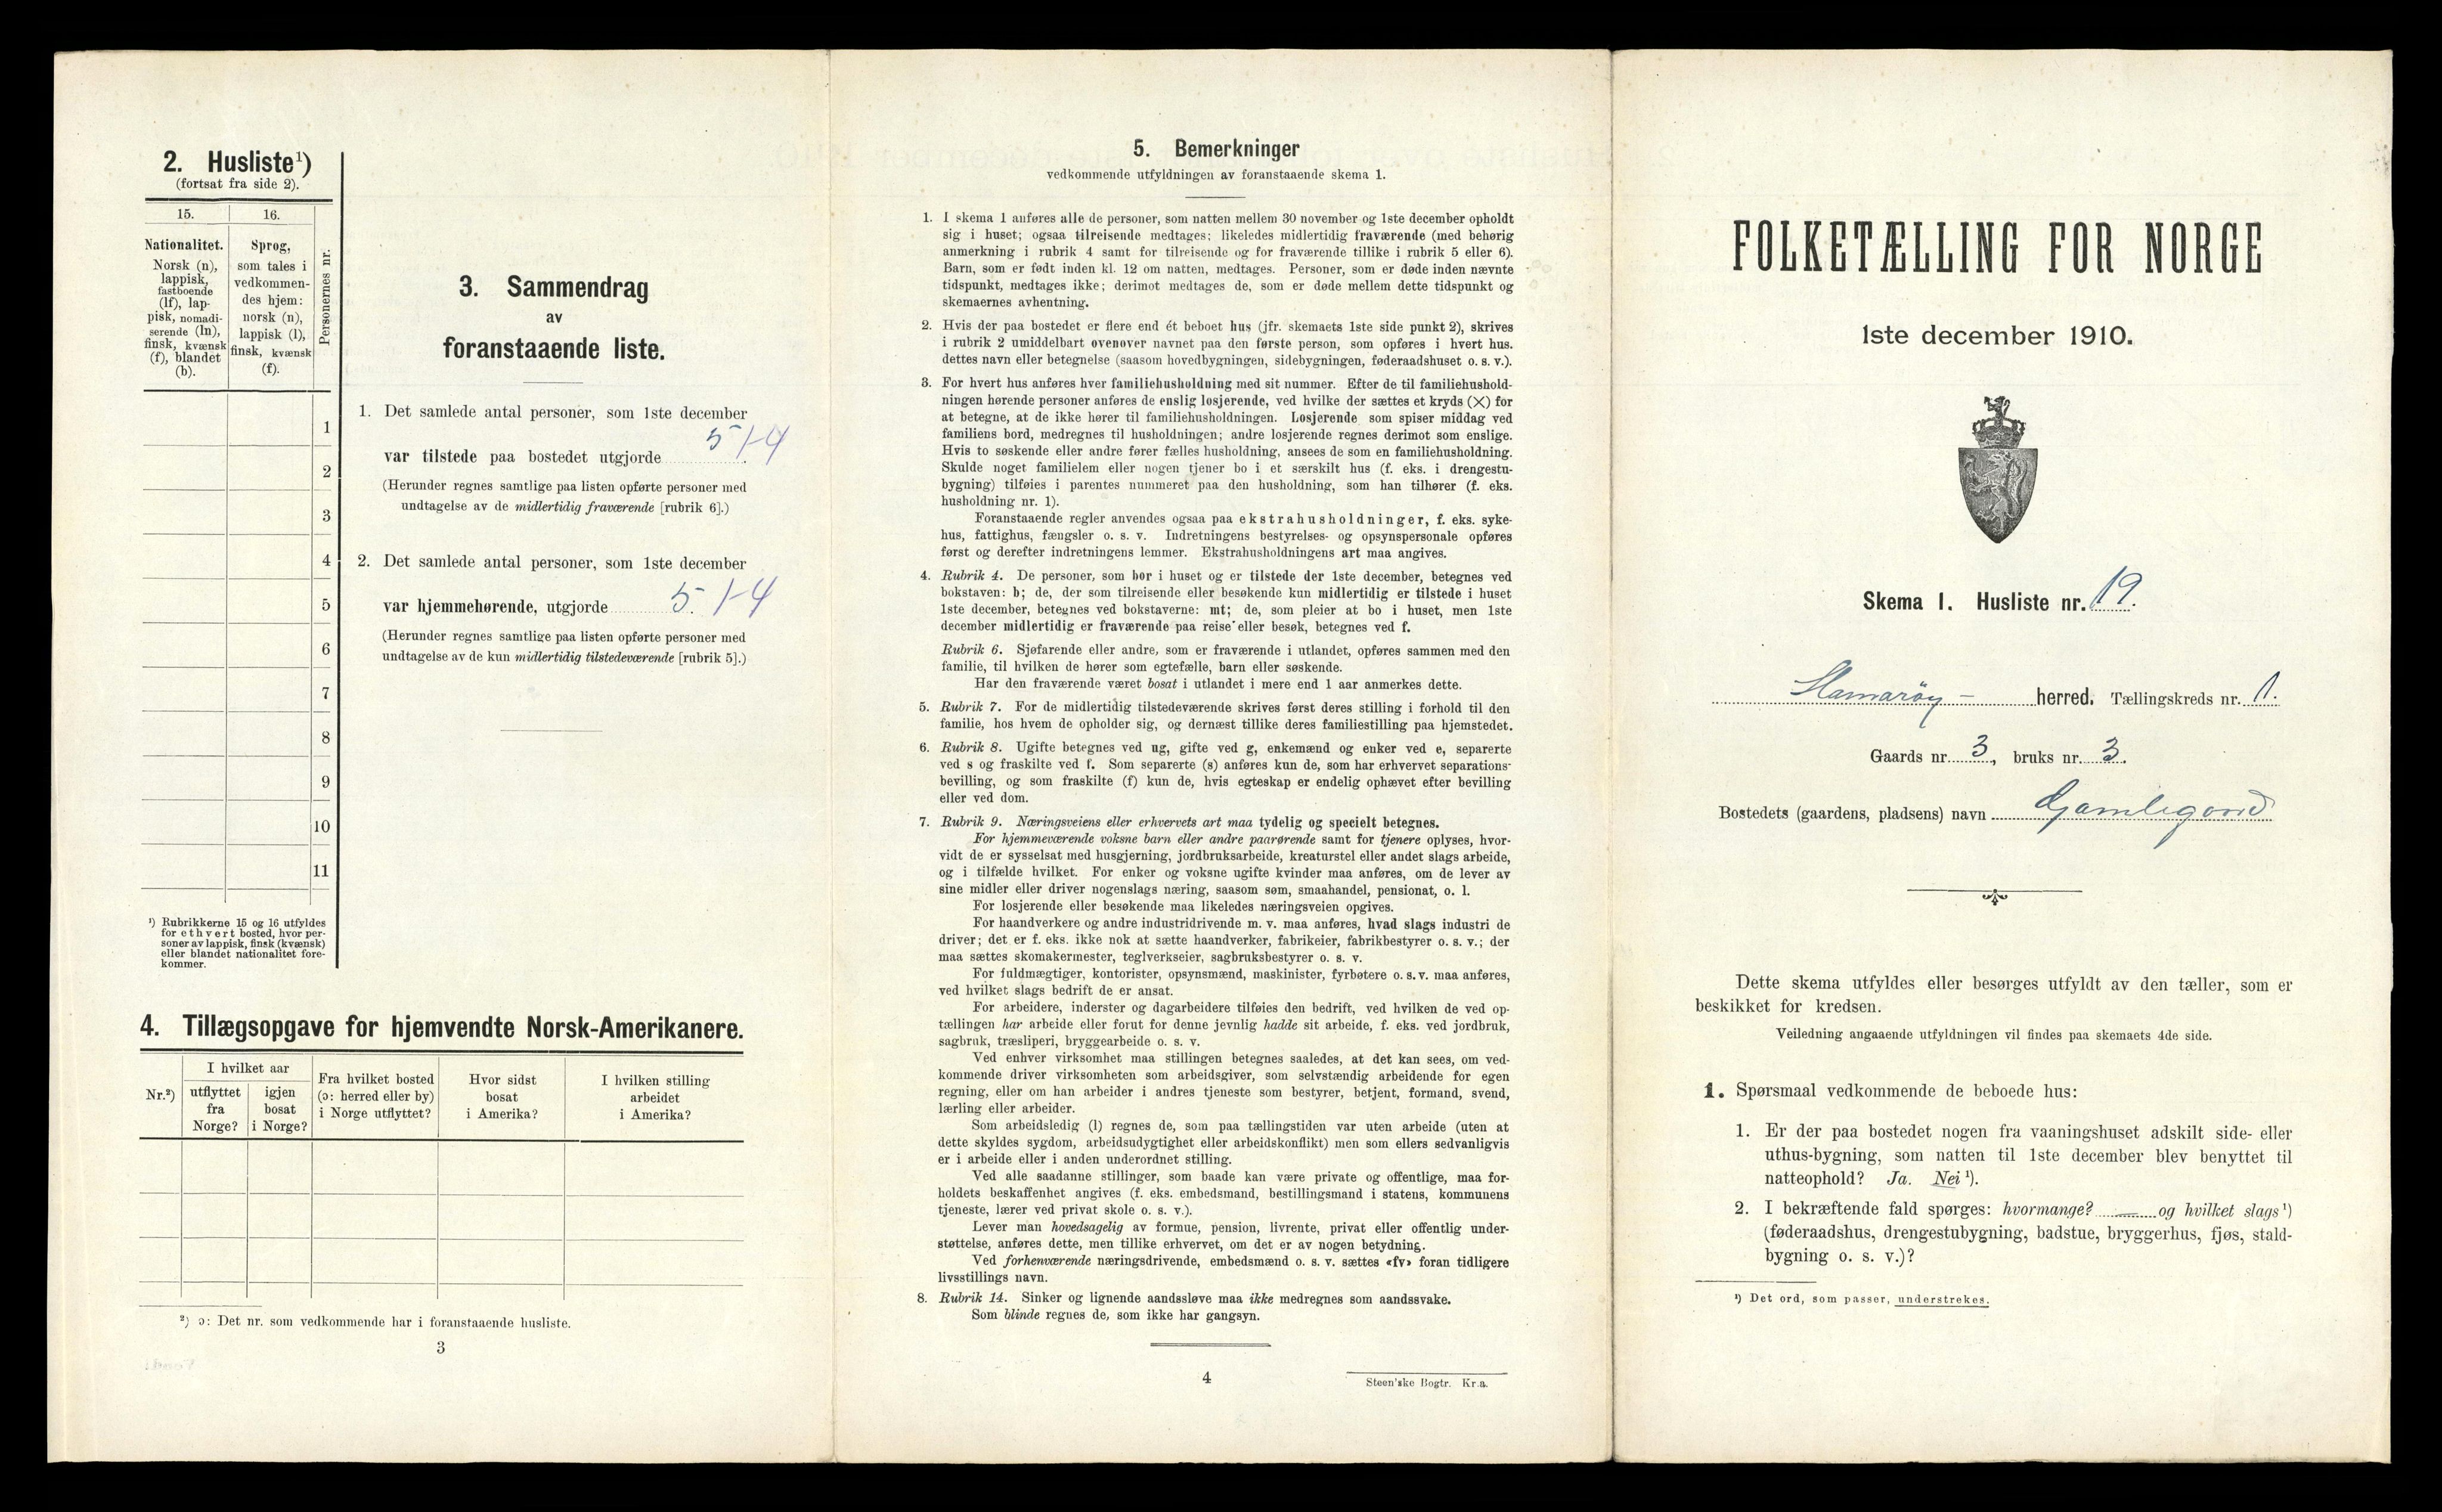 2. Husliste¹)
(fortsat fra side 2).
15.
16.
Personernes nr.
Nationalitet.
Norsk (n),
lappisk,
fastboende
(lf), lap-
pisk, nomadi-
serende (ln),
finsk, kvænsk
(f), blandet
(b).
Sprog,
som tales i
vedkommen-
des hjem:
norsk (n),
lappisk (l),
finsk, kvænsk
(f).
1
2
3
4
5
6
7
8
9
10
11
¹) Rubrikkerne 15 og 16 utfyldes
for ethvert bosted, hvor per-
soner av lappisk, finsk (kvænsk)
eller blandet nationalitet fore-
kommer.
3. Sammendrag
av
foranstaaende liste.
1. Det samlede antal personer, som 1ste december
var tilstede paa bostedet utgjorde 5 1-4
(Herunder regnes samtlige paa listen opførte personer med
undtagelse av de midlertidig fraværende [rubrik 6].)
2. Det samlede antal personer, som 1ste december
var hjemmehørende, utgjorde 5. 1-4
(Herunder regnes samtlige paa listen opførte personer med
undtagelse av de kun midlertidig tilstedeværende [rubrik 5].)
4. Tillægsopgave for hjemvendte Norsk-Amerikanere.
Nr.²)
I hvilket aar
utflyttet
fra
Norge?
igjen
bosat
i Norge?
Fra hvilket bosted
(ɔ: herred eller by)
i Norge utflyttet?
Hvor sidst
bosat
i Amerika?
I hvilken stilling
arbeidet
i Amerika?
²) ɔ: Det nr. som vedkommende har i foranstaaende husliste.
3
5. Bemerkninger
vedkommende utfyldningen av foranstaaende skema 1.
1. I skema 1 anføres alle de personer, som natten mellem 30 november og 1ste december opholdt
sig i huset; ogsaa tilreisende medtages; likeledes midlertidig fraværende (med behørig
anmerkning i rubrik 4 samt for tilreisende og for fraværende tillike i rubrik 5 eller 6).
Barn, som er født inden kl. 12 om natten, medtages. Personer, som er døde inden nævnte
tidspunkt, medtages ikke; derimot medtages de, som er døde mellem dette tidspunkt og
skemaernes avhentning.
2. Hvis der paa bostedet er flere end ét beboet hus (jfr. skemaets 1ste side punkt 2), skrives
i rubrik 2 umiddelbart ovenover navnet paa den første person, som opføres i hvert hus.
dettes navn eller betegnelse (saasom hovedbygningen, sidebygningen, føderaadshuset o. s. v.).
3. For hvert hus anføres hver familiehusholdning med sit nummer. Efter de til familiehushold-
ningen hørende personer anføres de enslig losjerende, ved hvilke der sættes et kryds (×) for
at betegne, at de ikke hører til familiehusholdningen. Losjerende som spiser middag ved
familiens bord, medregnes til husholdningen; andre losjerende regnes derimot som enslige.
Hvis to søskende eller andre fører fælles husholdning, ansees de som en familiehusholdning.
Skulde noget familielem eller nogen tjener bo i et særskilt hus (f. eks. i drengestu-
bygning) tilføies i parentes nummeret paa den husholdning, som han tilhører (f. eks.
husholdning nr. 1).
Foranstaaende regler anvendes ogsaa paa ekstrahusholdninger, f. eks. syke-
hus, fattighus, fængsler o. s. v. Indretningens bestyrelses- og opsynspersonale opføres
først og derefter indretningens lemmer. Ekstrahusholdningens art maa angives.
4. Rubrik 4. De personer, som bor i huset og er tilstede der 1ste december, betegnes ved
bokstaven: b; de, der som tilreisende eller besøkende kun midlertidig er tilstede i huset
1ste december, betegnes ved bokstaverne: mt; de, som pleier at bo i huset, men 1ste
december midlertidig er fraværende paa reise eller besøk, betegnes ved f.
Rubrik 6. Sjøfarende eller andre, som er fraværende i utlandet, opføres sammen med den
familie, til hvilken de hører som egtefælle, barn eller søskende.
Har den fraværende været bosat i utlandet i mere end 1 aar anmerkes dette.
5. Rubrik 7. For de midlertidig tilstedeværende skrives først deres stilling i forhold til den
familie, hos hvem de opholder sig, og dernæst tillike deres familiestilling paa hjemstedet.
6. Rubrik 8. Ugifte betegnes ved ug, gifte ved g, enkemænd og enker ved e, separerte
ved s og fraskilte ved f. Som separerte (s) anføres kun de, som har erhvervet separations-
bevilling, og som fraskilte (f) kun de, hvis egteskap er endelig ophævet efter bevilling
eller ved dom.
7. Rubrik 9. Næringsveiens eller erhvervets art maa tydelig og specielt betegnes.
For hjemmeværende voksne barn eller andre paarørende samt for tjenere oplyses, hvor-
vidt de er sysselsat med husgjerning, jordbruksarbeide, kreaturstel eller andet slags arbeide,
og i tilfælde hvilket. For enker og voksne ugifte kvinder maa anføres, om de lever av
sine midler eller driver nogenslags næring, saasom søm, smaahandel, pensionat, o. l.
For losjerende eller besøkende maa likeledes næringsveien opgives.
For haandverkere og andre industridrivende m. v. maa anføres, hvad slags industri de
driver; det er f. eks. ikke nok at sætte haandverker, fabrikeier, fabrikbestyrer o. s. v.; der
maa sættes skomakermester, teglverkseier, sagbruksbestyrer o. s. v.
For fuldmægtiger, kontorister, opsynsmænd, maskinister, fyrbøtere o. s. v. maa anføres,
ved hvilket slags bedrift de er ansat.
For arbeidere, inderster og dagarbeidere tilføies den bedrift, ved hvilken de ved op-
tællingen har arbeide eller forut for denne jevnlig hadde sit arbeide, f. eks. ved jordbruk,
sagbruk, træsliperi, bryggearbeide o. s. v.
Ved enhver virksomhet maa stillingen betegnes saaledes, at det kan sees, om ved-
kommende driver virksomheten som arbeidsgiver, som selvstændig arbeidende for egen
regning, eller om han arbeider i andres tjeneste som bestyrer, betjent, formand, svend,
lærling eller arbeider.
Som arbeidsledig (l) regnes de, som paa tællingstiden var uten arbeide (uten at
dette skyldes sygdom, arbeidsudygtighet eller arbeidskonflikt) men som ellers sedvanligvis
er i arbeide eller i anden underordnet stilling.
Ved alle saadanne stillinger, som baade kan være private og offentlige, maa for-
holdets beskaffenhet angives (f. eks. embedsmand, bestillingsmand i statens, kommunens
tjeneste, lærer ved privat skole o. s. v.).
Lever man hovedsagelig av formue, pension, livrente, privat eller offentlig under-
støttelse, anføres dette, men tillike erhvervet, om det er av nogen betydning.
Ved forhenværende næringsdrivende, embedsmænd o. s. v. sættes «fv» foran tidligere
livsstillings navn.
8. Rubrik 14. Sinker og lignende aandssløve maa ikke medregnes som aandssvake.
Som blinde regnes de, som ikke har gangsyn.
4
Steen'ske Bogtr. Kr.a.
FOLKETÆLLING FOR NORGE
1ste december 1910.
Skema 1. Husliste nr. 19.
Hamaröy - herred. Tællingskreds nr. 1.
Gaards nr. 3, bruks nr. 3.
Bostedets (gaardens, pladsens) navn Gamlegaard
Dette skema utfyldes eller besørges utfyldt av den tæller, som er
beskikket for kredsen.
Veiledning angaaende utfyldningen vil findes paa skemaets 4de side.
1. Spørsmaal vedkommende de beboede hus:
1. Er der paa bostedet nogen fra vaaningshuset adskilt side- eller
uthus-bygning, som natten til 1ste december blev benyttet til
natteophold? Ja. Nei ¹).
2. I bekræftende fald spørges: hvormange? — og hvilket slags ¹)
(føderaadshus, drengestubygning, badstue, bryggerhus, fjøs, stald-
bygning o. s. v.)?
¹) Det ord, som passer, understrekes.